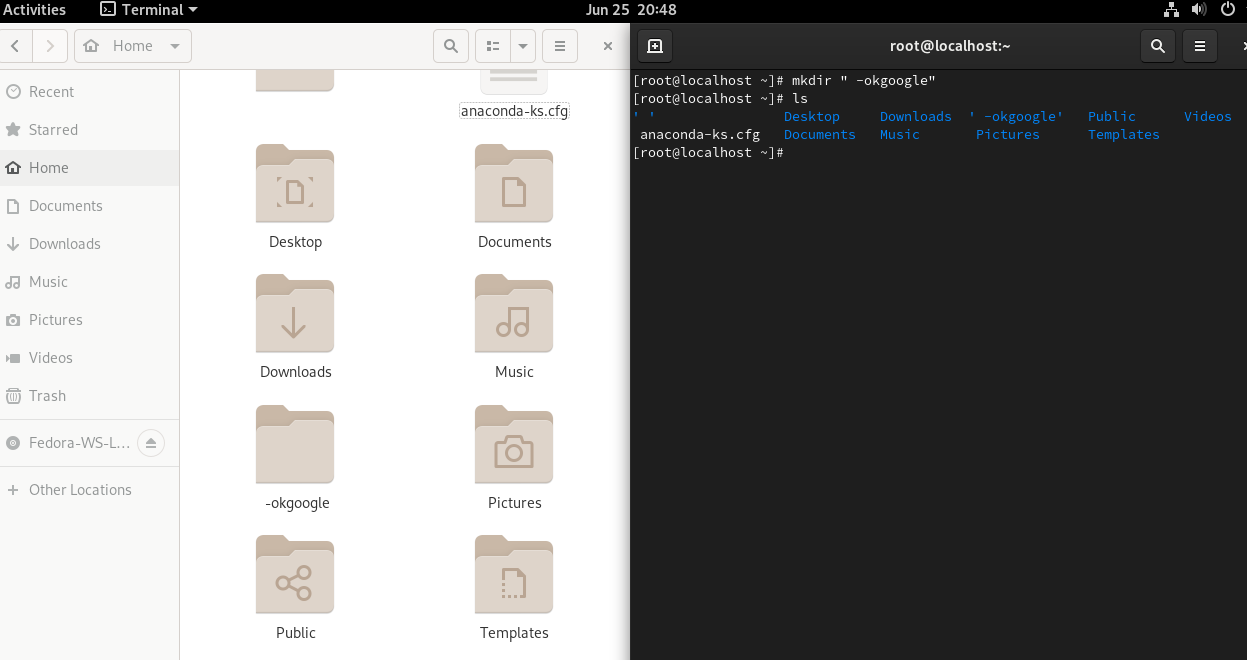 Activities Terminal Jun 25 20:48
Home
root@localhost:~
Recent
Starred
Home
Documents
Downloads
Music
Pictures
Videos
Trash
Fedora-WS-L...
Other Locations
anaconda-ks.cfg
Desktop Documents
Downloads Music
-okgoogle Pictures
Public Templates
[root@localhost ~]# mkdir " -okgoogle"
[root@localhost ~]# ls
' ' Desktop Downloads ' -okgoogle' Public Videos
anaconda-ks.cfg Documents Music Pictures Templates
[root@localhost ~]#